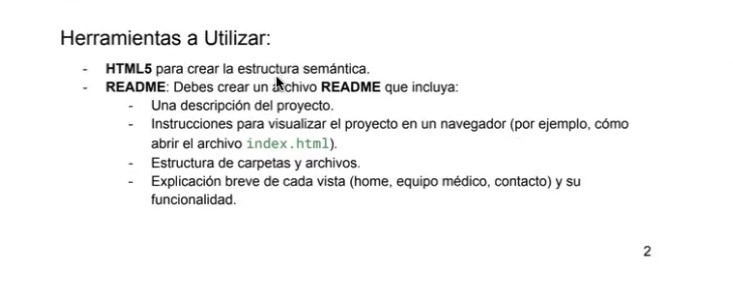 Herramientas a Utilizar:
- HTML5 para crear la estructura semántica.
- README: Debes crear un archivo README que incluya:
- Una descripción del proyecto.
- Instrucciones para visualizar el proyecto en un navegador (por ejemplo, cómo
abrir el archivo index.html).
- Estructura de carpetas y archivos.
- Explicación breve de cada vista (home, equipo médico, contacto) y su
funcionalidad.
2